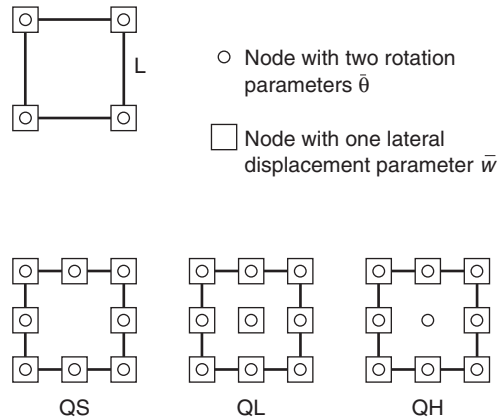 L
Node with two rotation
parameters θ̄
Node with one lateral
displacement parameter w̄
QS
QL
QH